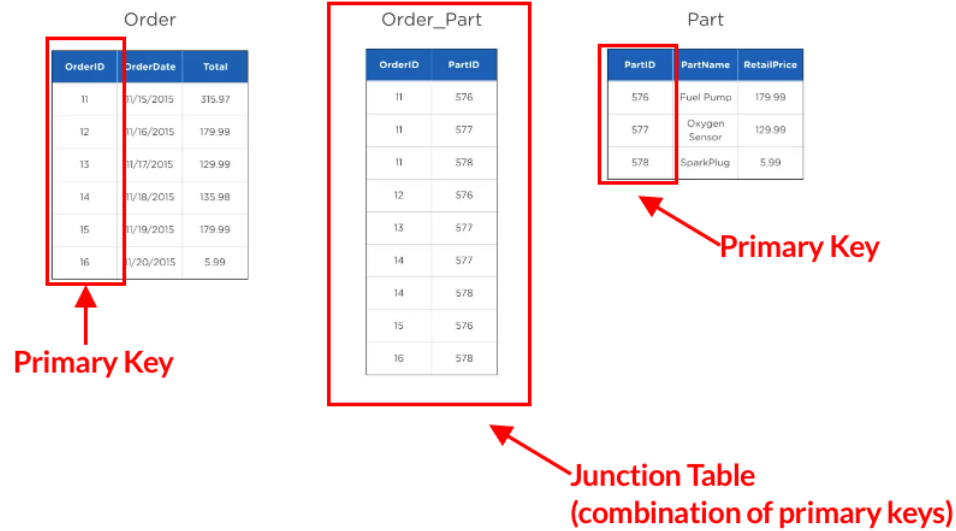 Order
OrderID OrderDate Total
11 11/15/2015 315.97
12 11/16/2015 179.99
13 11/17/2015 129.99
14 11/18/2015 135.98
15 11/19/2015 179.99
16 11/20/2015 5.99
Primary Key
Order_Part
OrderID PartID
11 576
11 577
11 578
12 576
13 577
14 577
14 578
15 576
16 578
Junction Table
(combination of primary keys)
Part
PartID PartName RetailPrice
576 Fuel Pump 179.99
577 Oxygen Sensor 129.99
578 SparkPlug 5.99
Primary Key